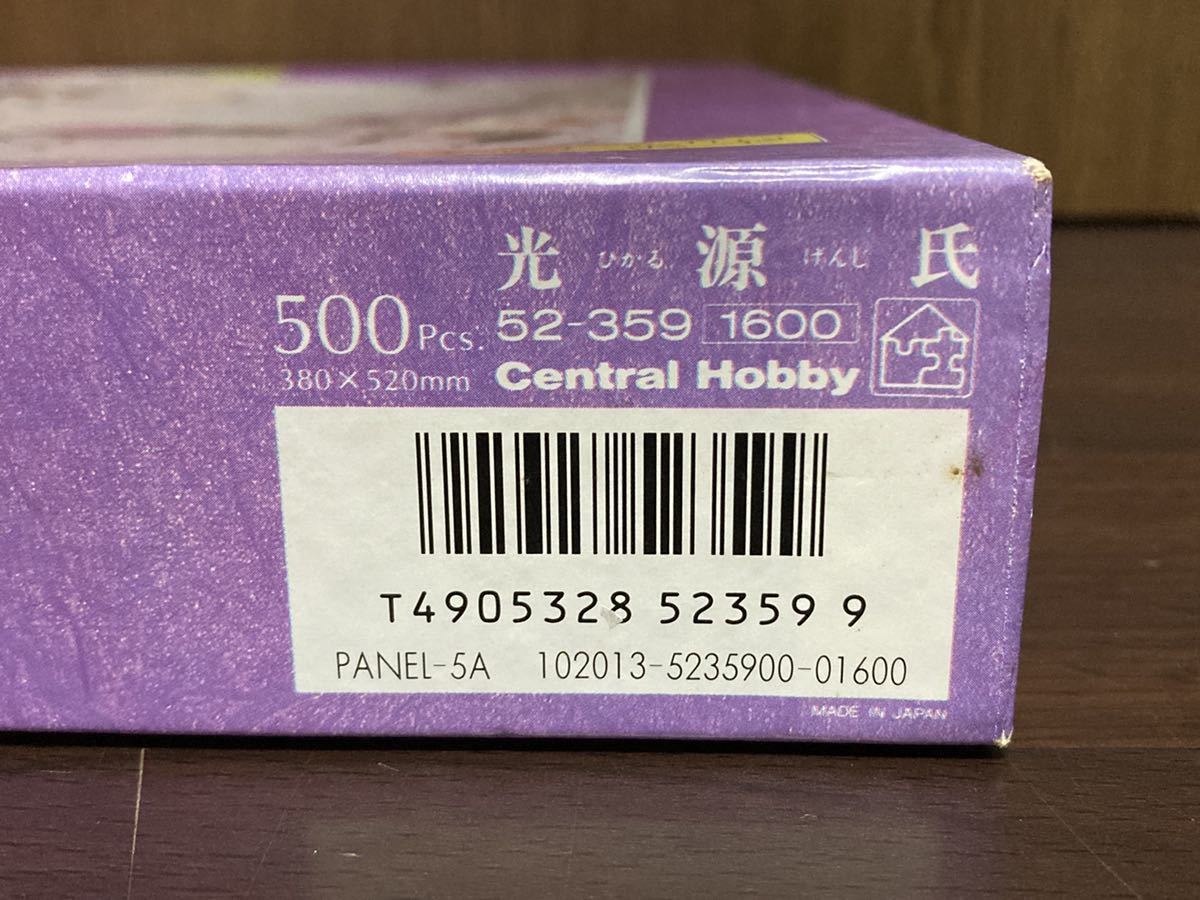 光 ひかる 源 げんじ 氏
500 Pcs. 52-359 1600
380×520mm Central Hobby
T4905328 52359 9
PANEL-5A 102013-5235900-01600
MADE IN JAPAN